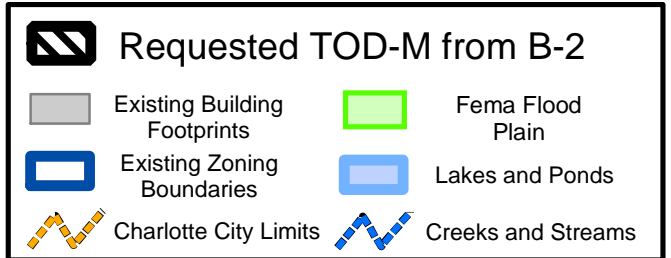 Requested TOD-M from B-2
Existing Building
Footprints
Fema Flood
Plain
Existing Zoning
Boundaries
Lakes and Ponds
Charlotte City Limits
Creeks and Streams